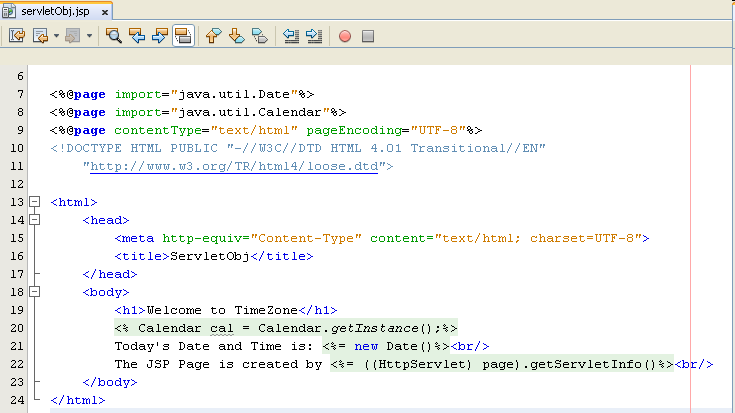 servletObj.jsp
6
7 <%@page import="java.util.Date"%>
8 <%@page import="java.util.Calendar"%>
9 <%@page contentType="text/html" pageEncoding="UTF-8"%>
10 <!DOCTYPE HTML PUBLIC "-//W3C//DTD HTML 4.01 Transitional//EN"
11 "http://www.w3.org/TR/html4/loose.dtd">
12
13 <html>
14 <head>
15 <meta http-equiv="Content-Type" content="text/html; charset=UTF-8">
16 <title>ServletObj</title>
17 </head>
18 <body>
19 <h1>Welcome to TimeZone</h1>
20 <% Calendar cal = Calendar.getInstance();%>
21 Today's Date and Time is: <%= new Date()%><br/>
22 The JSP Page is created by <%= ((HttpServlet) page).getServletInfo()%><br/>
23 </body>
24 </html>